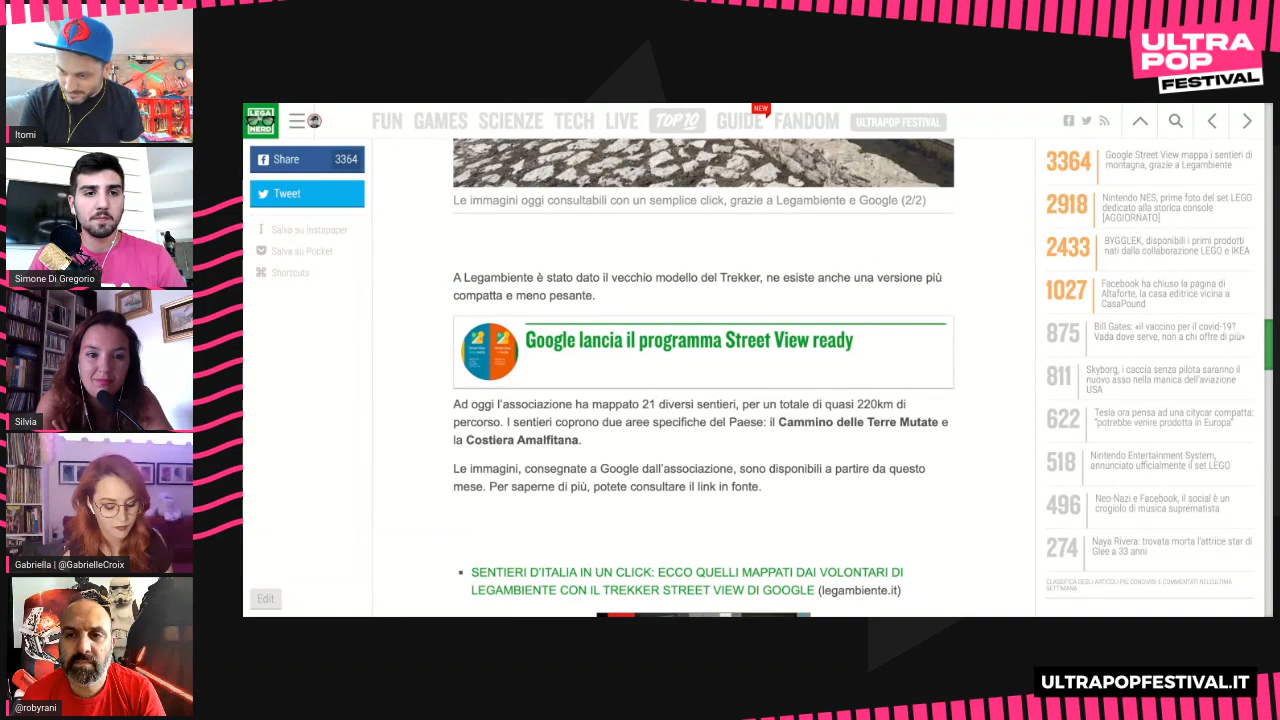 Itomi
Simone Di Gregorio
Silvia
Gabriella | @GabrielleCroix
@robyrani
ULTRA
POP
FESTIVAL
LEGA
NERD
FUN GAMES SCIENZE TECH LIVE TOP10 GUIDE FANDOM ULTRAPOP FESTIVAL
NEW
Share 3364
Tweet
Salva su Instapaper
Salva su Pocket
Shortcuts
Edit
Le immagini oggi consultabili con un semplice click, grazie a Legambiente e Google (2/2)
A Legambiente è stato dato il vecchio modello del Trekker, ne esiste anche una versione più
compatta e meno pesante.
Google lancia il programma Street View ready
Ad oggi l'associazione ha mappato 21 diversi sentieri, per un totale di quasi 220km di
percorso. I sentieri coprono due aree specifiche del Paese: il Cammino delle Terre Mutate e
la Costiera Amalfitana.
Le immagini, consegnate a Google dall'associazione, sono disponibili a partire da questo
mese. Per saperne di più, potete consultare il link in fonte.
SENTIERI D'ITALIA IN UN CLICK: ECCO QUELLI MAPPATI DAI VOLONTARI DI
LEGAMBIENTE CON IL TREKKER STREET VIEW DI GOOGLE (legambiente.it)
3364 Google Street View mappa i sentieri di
montagna, grazie a Legambiente
2918 Nintendo NES, prime foto del set LEGO
dedicato alla storica console
[AGGIORNATO]
2433 BYGGLEK, disponibili i primi prodotti
nati dalla collaborazione LEGO e IKEA
1027 Facebook ha chiuso la pagina di
Altaforte, la casa editrice vicina a
CasaPound
875 Bill Gates: «il vaccino per il covid-19?
Vada dove serve, non a chi offre di più»
811 Skyborg, i caccia senza pilota saranno il
nuovo asso nella manica dell'aviazione
USA
622 Tesla ora pensa ad una citycar compatta:
"potrebbe venire prodotta in Europa"
518 Nintendo Entertainment System,
annunciato ufficialmente il set LEGO
496 Neo-Nazi e Facebook, il social è un
crogiolo di musica suprematista
274 Naya Rivera: trovata morta l'attrice star di
Glee a 33 anni
CLASSIFICA DEGLI ARTICOLI PIÙ CONDIVISI E COMMENTATI NELL'ULTIMA
SETTIMANA
ULTRAPOPFESTIVAL.IT